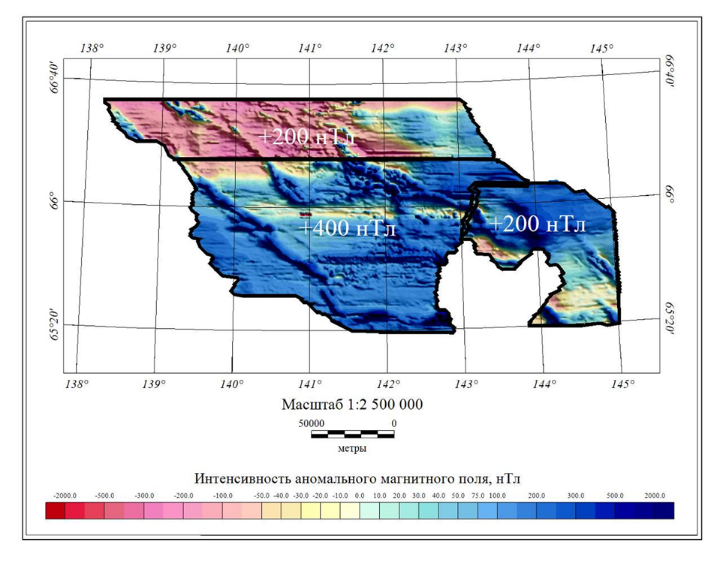 138° 139° 140° 141° 142° 143° 144° 145°
66°40' 66°40'
+200 нТл
66° 66°
+400 нТл +200 нТл
65°20' 65°20'
138° 139° 140° 141° 142° 143° 144° 145°
Масштаб 1:2 500 000
50000 0
метры
Интенсивность аномального магнитного поля, нТл
-2000.0 -500.0 -300.0 -200.0 -100.0 -50.0 -40.0 -30.0 -20.0 -10.0 0.0 10.0 20.0 30.0 40.0 50.0 75.0 100.0 200.0 300.0 500.0 2000.0